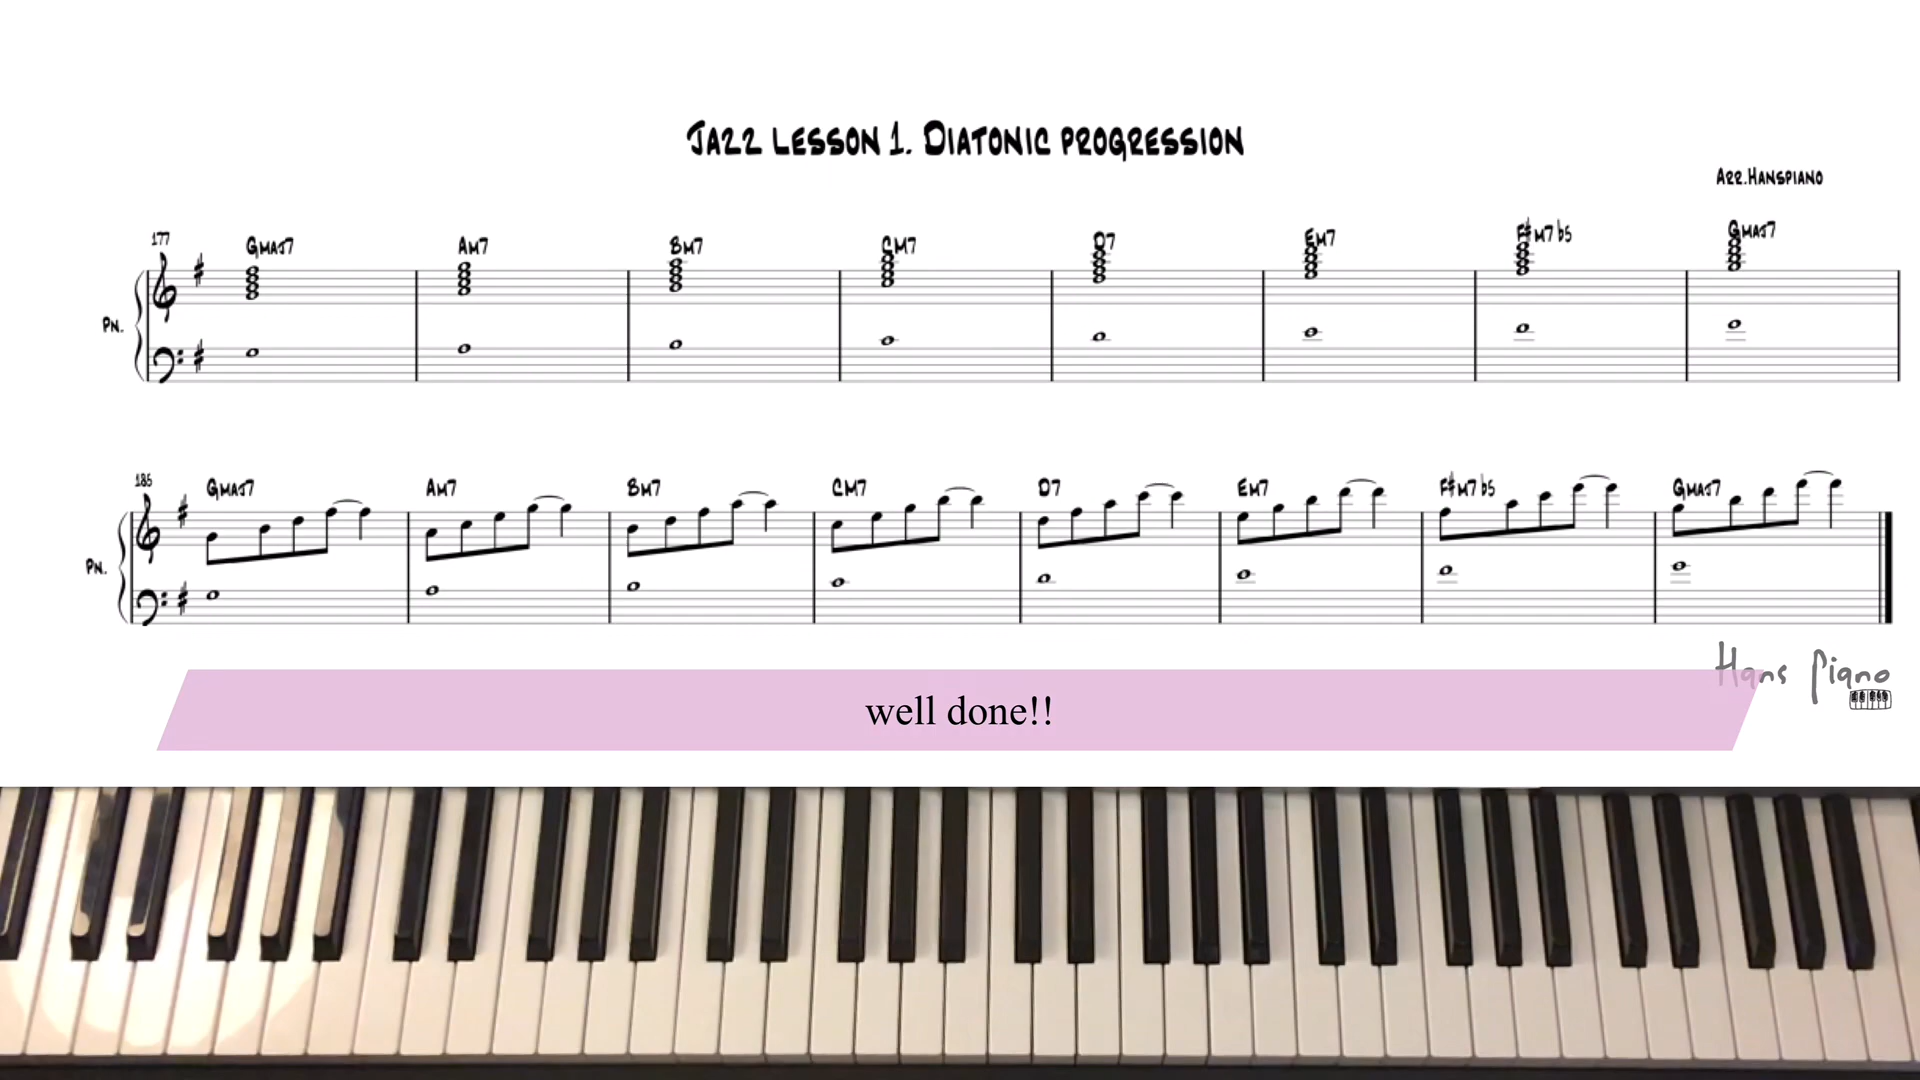 Jazz lesson 1. Diatonic progression
Arr.Hanspiano
177
Gmaj7 Am7 Bm7 CM7 D7 Em7 F#m7b5 Gmaj7
Pn.
185
Gmaj7 Am7 Bm7 CM7 D7 Em7 F#m7b5 Gmaj7
Pn.
Hans Piano
well done!!